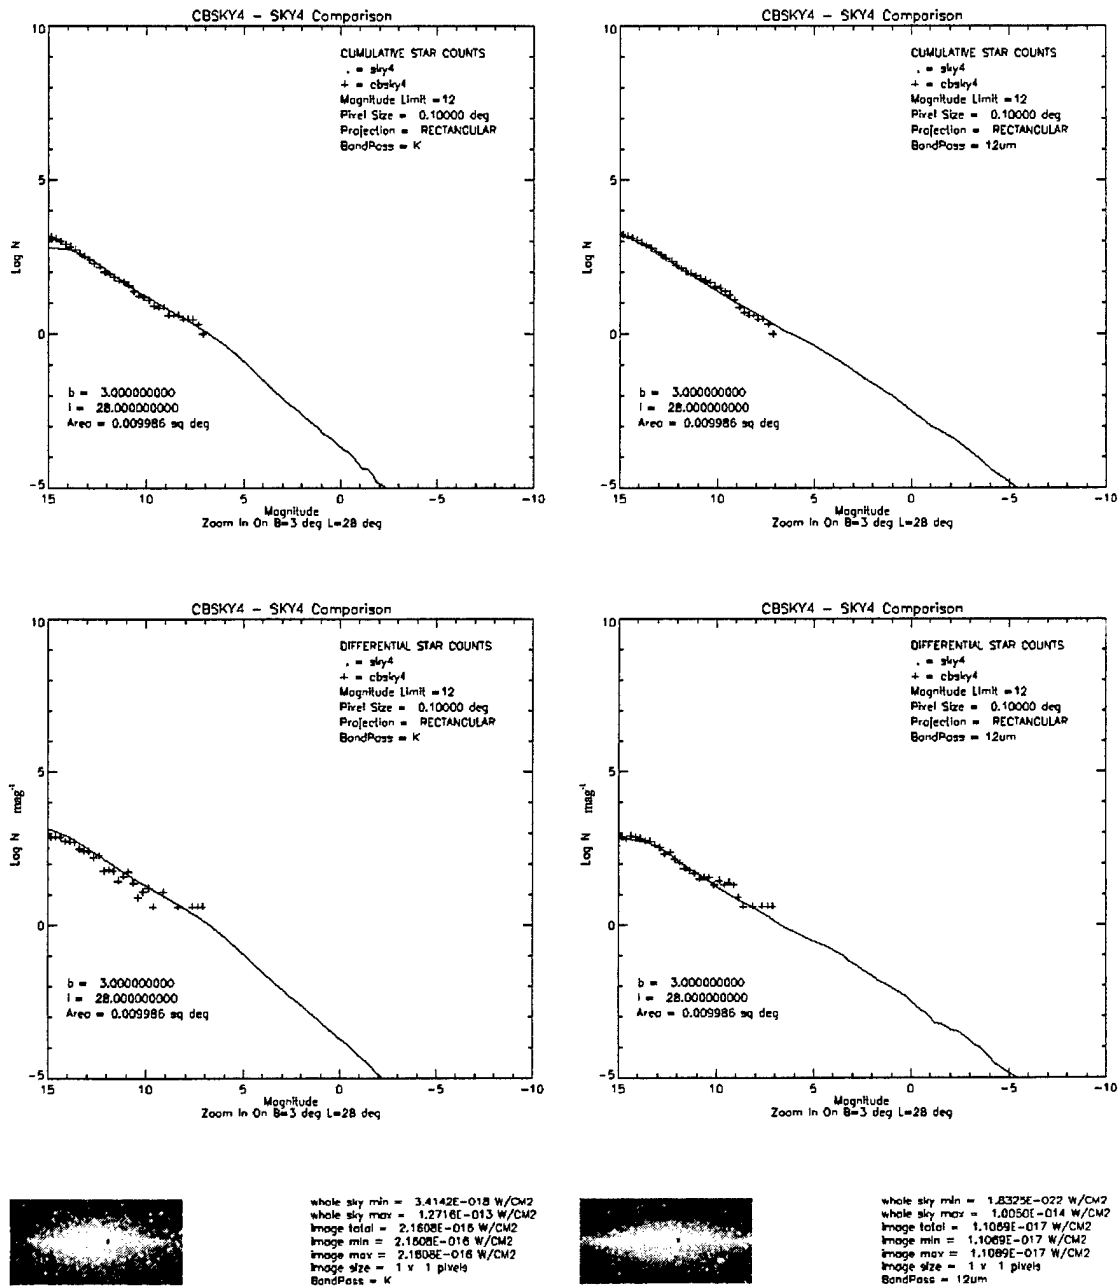 CBSKY4 - SKY4 Comparison
CUMULATIVE STAR COUNTS
. = sky4
+ = cbsky4
Magnitude Limit =12
Pixel Size = 0.10000 deg
Projection = RECTANGULAR
BandPass = K
10
5
0
-5
Log N
b = 3.000000000
l = 28.000000000
Area = 0.009986 sq deg
15 10 5 0 -5 -10
Magnitude
Zoom In On B=3 deg L=28 deg
CBSKY4 - SKY4 Comparison
CUMULATIVE STAR COUNTS
. = sky4
+ = cbsky4
Magnitude Limit =12
Pixel Size = 0.10000 deg
Projection = RECTANGULAR
BandPass = 12um
10
5
0
-5
Log N
b = 3.000000000
l = 28.000000000
Area = 0.009986 sq deg
15 10 5 0 -5 -10
Magnitude
Zoom In On B=3 deg L=28 deg
CBSKY4 - SKY4 Comparison
DIFFERENTIAL STAR COUNTS
. = sky4
+ = cbsky4
Magnitude Limit =12
Pixel Size = 0.10000 deg
Projection = RECTANGULAR
BandPass = K
10
5
0
-5
Log N mag⁻¹
b = 3.000000000
l = 28.000000000
Area = 0.009986 sq deg
15 10 5 0 -5 -10
Magnitude
Zoom In On B=3 deg L=28 deg
CBSKY4 - SKY4 Comparison
DIFFERENTIAL STAR COUNTS
. = sky4
+ = cbsky4
Magnitude Limit =12
Pixel Size = 0.10000 deg
Projection = RECTANGULAR
BandPass = 12um
10
5
0
-5
Log N mag⁻¹
b = 3.000000000
l = 28.000000000
Area = 0.009986 sq deg
15 10 5 0 -5 -10
Magnitude
Zoom In On B=3 deg L=28 deg
whole sky min = 3.4142E-018 W/CM2
whole sky max = 1.2716E-013 W/CM2
Image total = 2.1608E-016 W/CM2
Image min = 2.1608E-016 W/CM2
Image max = 2.1608E-016 W/CM2
Image size = 1 x 1 pixels
BandPass = K
whole sky min = 1.8325E-022 W/CM2
whole sky max = 1.0050E-014 W/CM2
Image total = 1.1089E-017 W/CM2
Image min = 1.1089E-017 W/CM2
Image max = 1.1089E-017 W/CM2
Image size = 1 x 1 pixels
BandPass = 12um